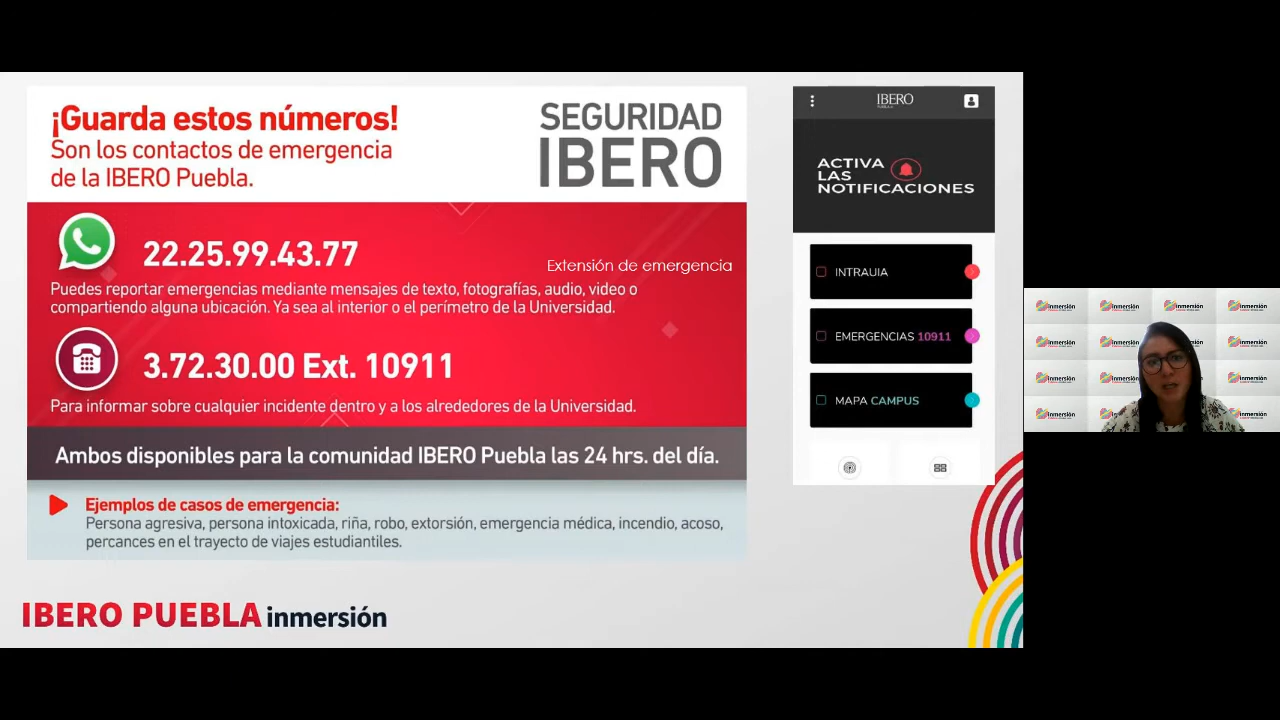 ¡Guarda estos números!
Son los contactos de emergencia
de la IBERO Puebla.
SEGURIDAD
IBERO
22.25.99.43.77
Extensión de emergencia
Puedes reportar emergencias mediante mensajes de texto, fotografías, audio, video o
compartiendo alguna ubicación. Ya sea al interior o el perímetro de la Universidad.
3.72.30.00 Ext. 10911
Para informar sobre cualquier incidente dentro y a los alrededores de la Universidad.
Ambos disponibles para la comunidad IBERO Puebla las 24 hrs. del día.
Ejemplos de casos de emergencia:
Persona agresiva, persona intoxicada, riña, robo, extorsión, emergencia médica, incendio, acoso,
percances en el trayecto de viajes estudiantiles.
IBERO PUEBLA inmersión
IBERO
ACTIVA
LAS
NOTIFICACIONES
INTRAUIA
EMERGENCIAS 10911
MAPA CAMPUS
inmersión inmersión inmersión inmersión